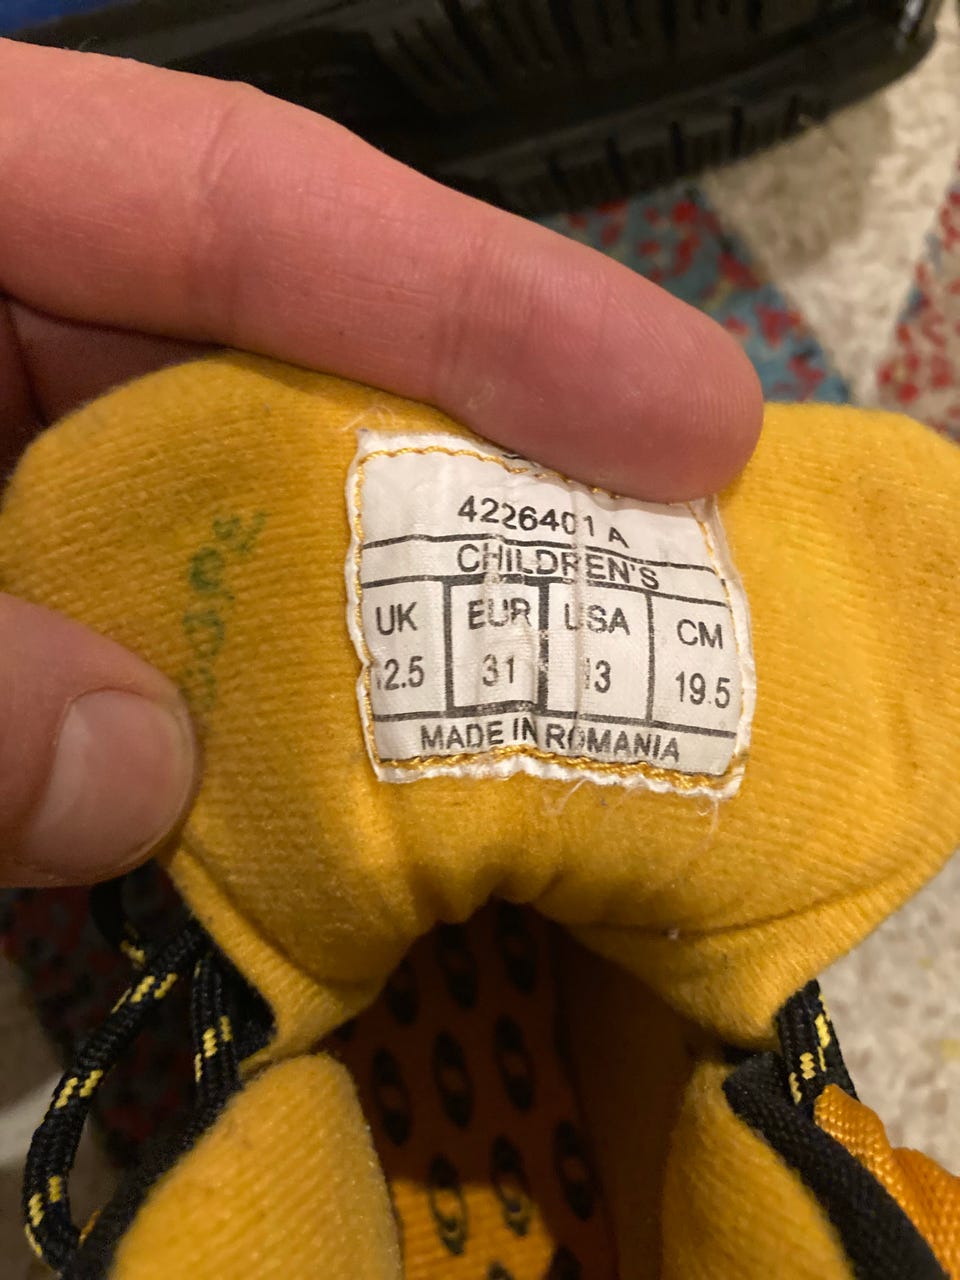 4226401 A
CHILDREN'S
UK EUR USA CM
12.5 31 13 19.5
MADE IN ROMANIA